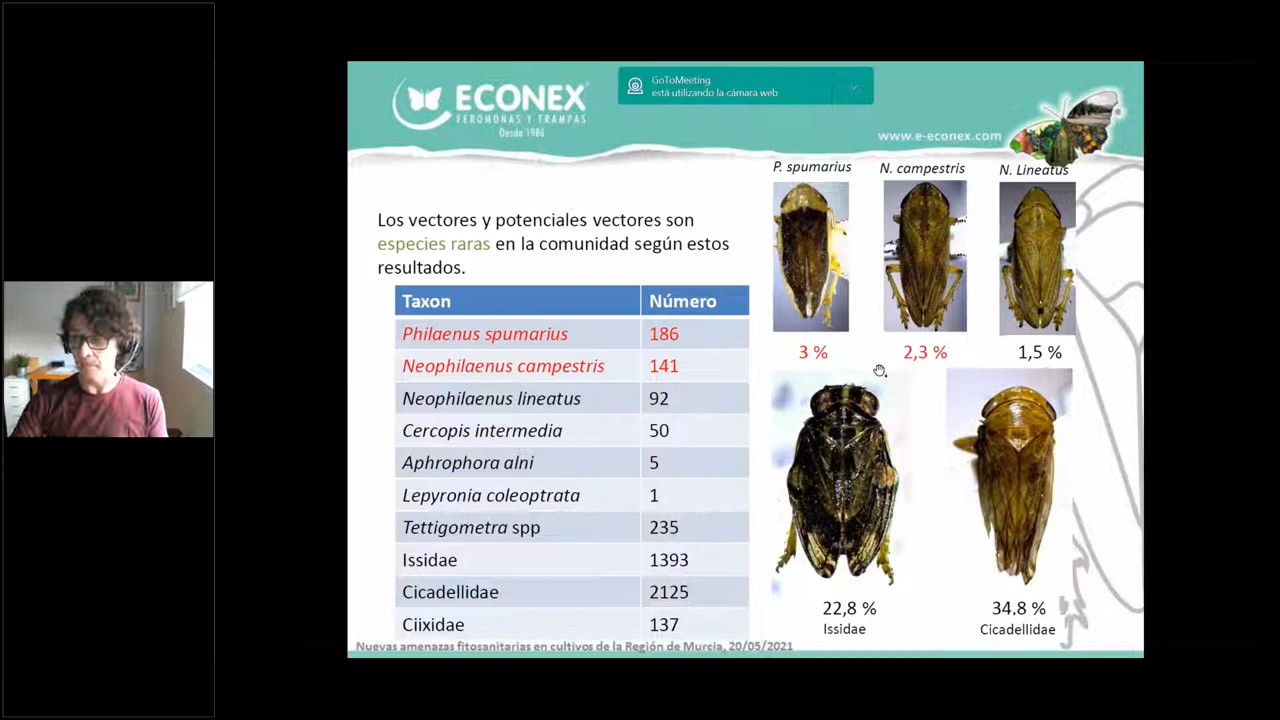 ECONEX
FEROMONAS Y TRAMPAS
Desde 1986
GoToMeeting
está utilizando la cámara web
www.e-econex.com
P. spumarius
N. campestris
N. Lineatus
Los vectores y potenciales vectores son
especies raras en la comunidad según estos
resultados.
Taxon Número
Philaenus spumarius 186
Neophilaenus campestris 141
Neophilaenus lineatus 92
Cercopis intermedia 50
Aphrophora alni 5
Lepyronia coleoptrata 1
Tettigometra spp 235
Issidae 1393
Cicadellidae 2125
Ciixidae 137
3 %
2,3 %
1,5 %
22,8 %
Issidae
34.8 %
Cicadellidae
Nuevas amenazas fitosanitarias en cultivos de la Región de Murcia, 20/05/2021